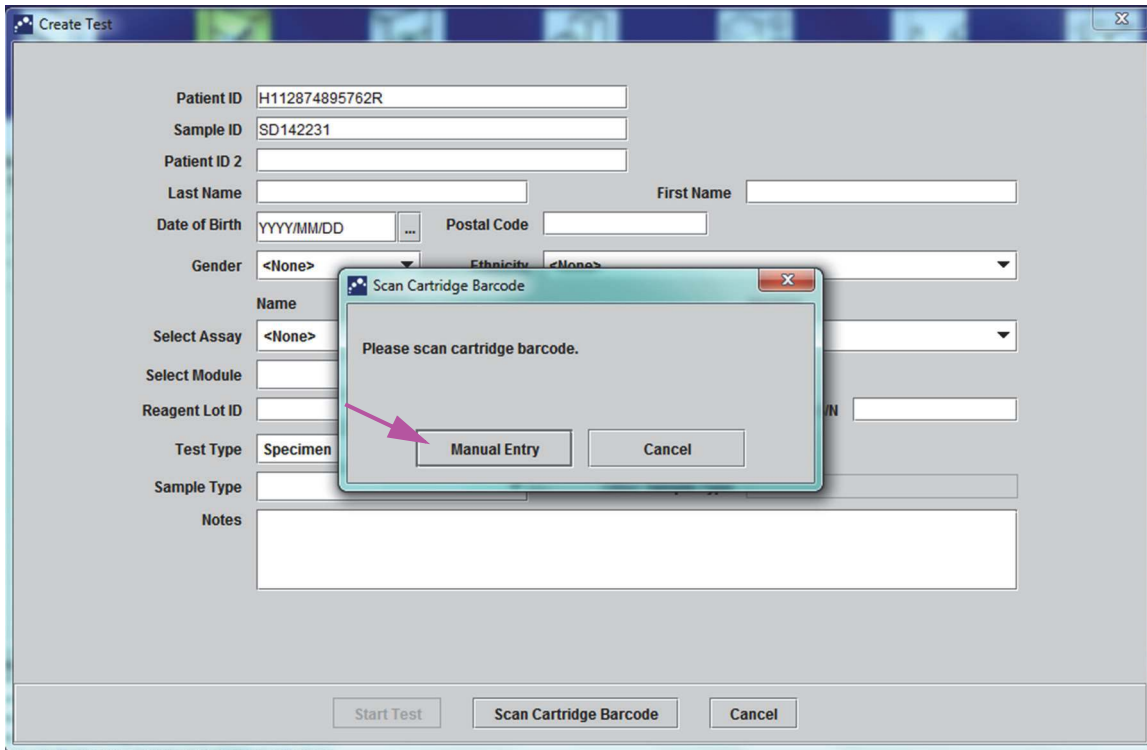 Create Test
Patient ID H112874895762R
Sample ID SD142231
Patient ID 2
Last Name First Name
Date of Birth YYYY/MM/DD ... Postal Code
Gender <None> Ethnicity <None>
Name
Select Assay <None>
Select Module
Reagent Lot ID
Test Type Specimen
Sample Type
Notes
Scan Cartridge Barcode
Please scan cartridge barcode.
Manual Entry Cancel
Start Test Scan Cartridge Barcode Cancel